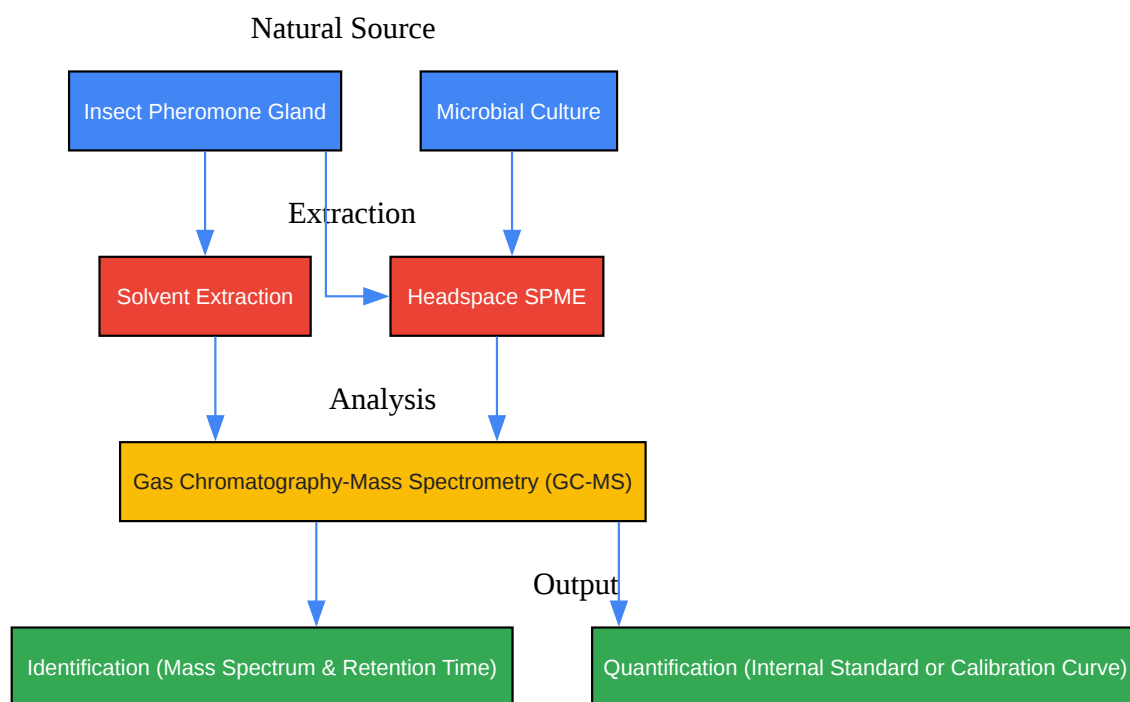 Natural Source
Insect Pheromone Gland
Microbial Culture
Extraction
Solvent Extraction
Headspace SPME
Analysis
Gas Chromatography-Mass Spectrometry (GC-MS)
Output
Identification (Mass Spectrum & Retention Time)
Quantification (Internal Standard or Calibration Curve)